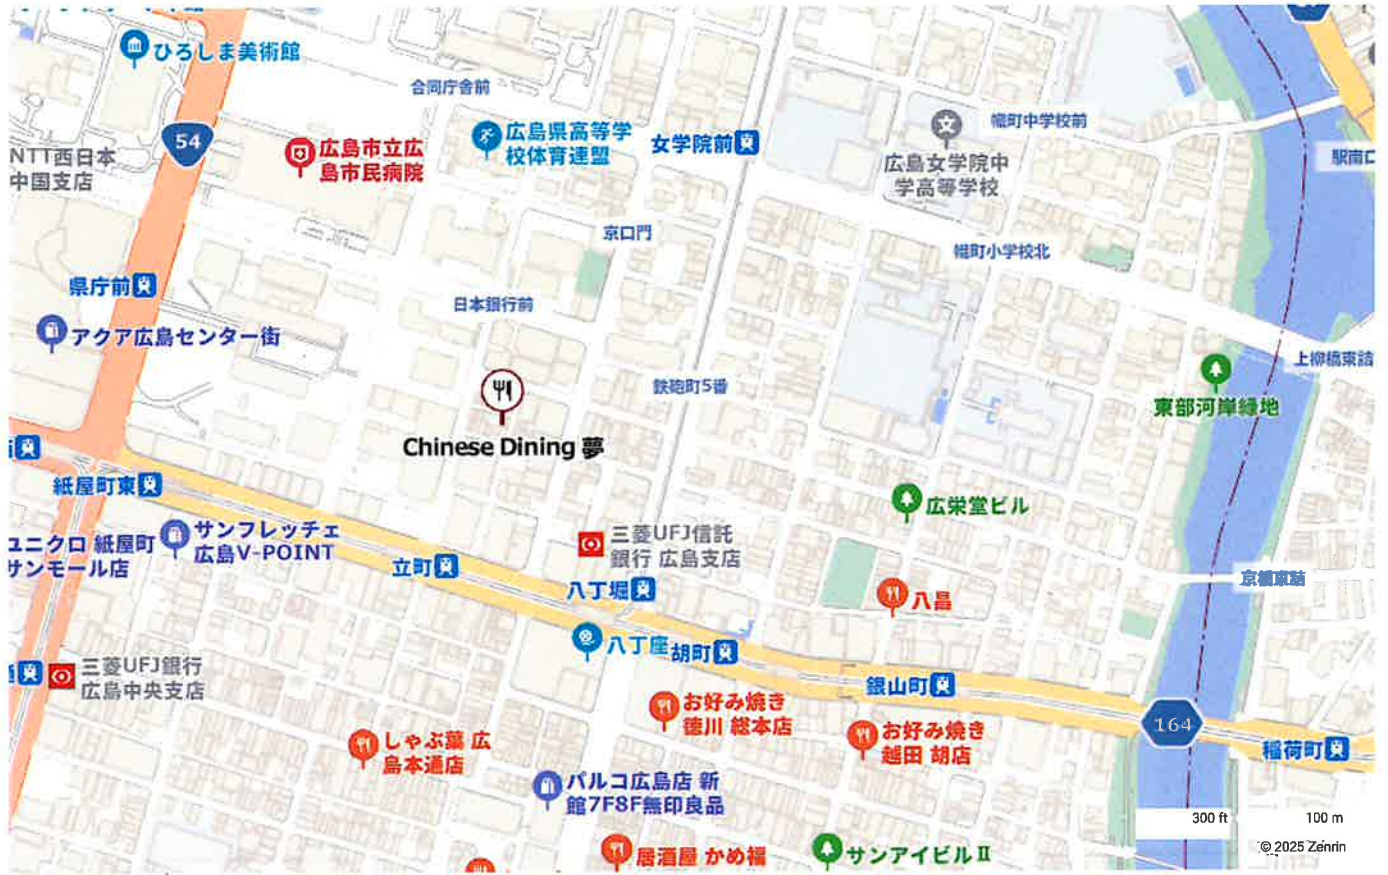 ひろしま美術館
合同庁舎前
54
広島市立広
島市民病院
広島県高等学
校体育連盟
女学院前
幟町中学校前
広島女学院中
学高等学校
駅南口
NTT西日本
中国支店
京口門
幟町小学校北
県庁前
日本銀行前
アクア広島センター街
上柳橋東詰
鉄砲町5番
東部河岸緑地
Chinese Dining 夢
紙屋町東
広栄堂ビル
サンフレッチェ
広島V-POINT
ユニクロ 紙屋町
サンモール店
三菱UFJ信託
銀行 広島支店
立町
八丁堀
京橋東詰
八昌
八丁座
胡町
三菱UFJ銀行
広島中央支店
銀山町
お好み焼き
徳川 総本店
164
お好み焼き
越田 胡店
しゃぶ葉 広
島本通店
稲荷町
パルコ広島店 新
館7F8F無印良品
300 ft
100 m
居酒屋 かめ福
サンアイビルⅡ
© 2025 Zenrin